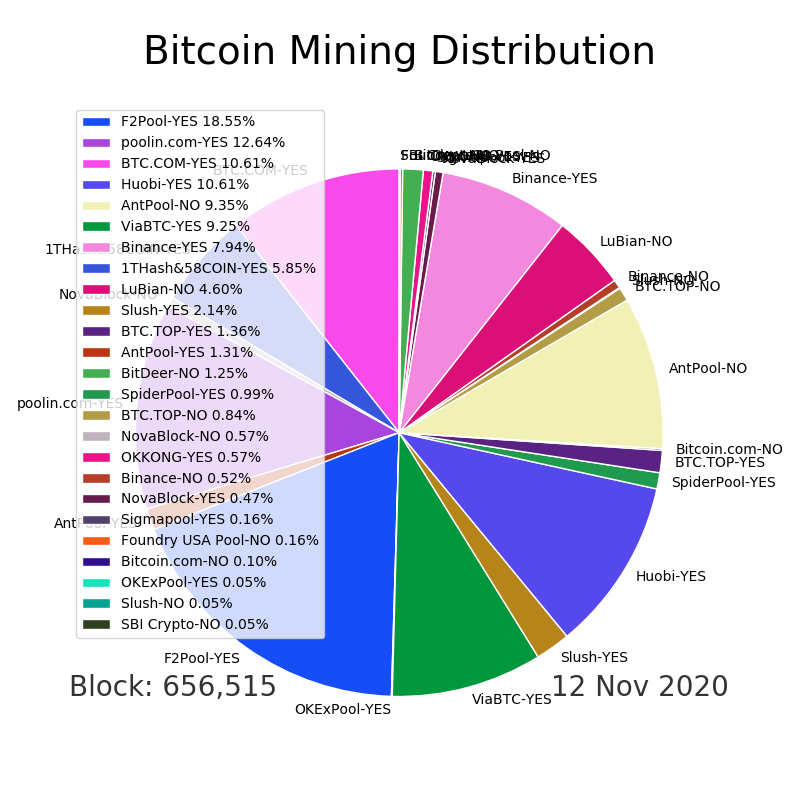 Bitcoin Mining Distribution
F2Pool-YES 18.55%
poolin.com-YES 12.64%
BTC.COM-YES 10.61%
Huobi-YES 10.61%
AntPool-NO 9.35%
ViaBTC-YES 9.25%
Binance-YES 7.94%
1THash&58COIN-YES 5.85%
LuBian-NO 4.60%
Slush-YES 2.14%
BTC.TOP-YES 1.36%
AntPool-YES 1.31%
BitDeer-NO 1.25%
SpiderPool-YES 0.99%
BTC.TOP-NO 0.84%
NovaBlock-NO 0.57%
OKKONG-YES 0.57%
Binance-NO 0.52%
NovaBlock-YES 0.47%
Sigmapool-YES 0.16%
Foundry USA Pool-NO 0.16%
Bitcoin.com-NO 0.10%
OKExPool-YES 0.05%
Slush-NO 0.05%
SBI Crypto-NO 0.05%
BTC.COM-YES
NovaBlock-NO
poolin.com-YES
AntPool-YES
F2Pool-YES
OKExPool-YES
ViaBTC-YES
Slush-YES
Huobi-YES
SpiderPool-YES
BTC.TOP-YES
Bitcoin.com-NO
AntPool-NO
BTC.TOP-NO
Slush-NO
Binance-NO
LuBian-NO
Binance-YES
NovaBlock-YES
Block: 656,515
12 Nov 2020